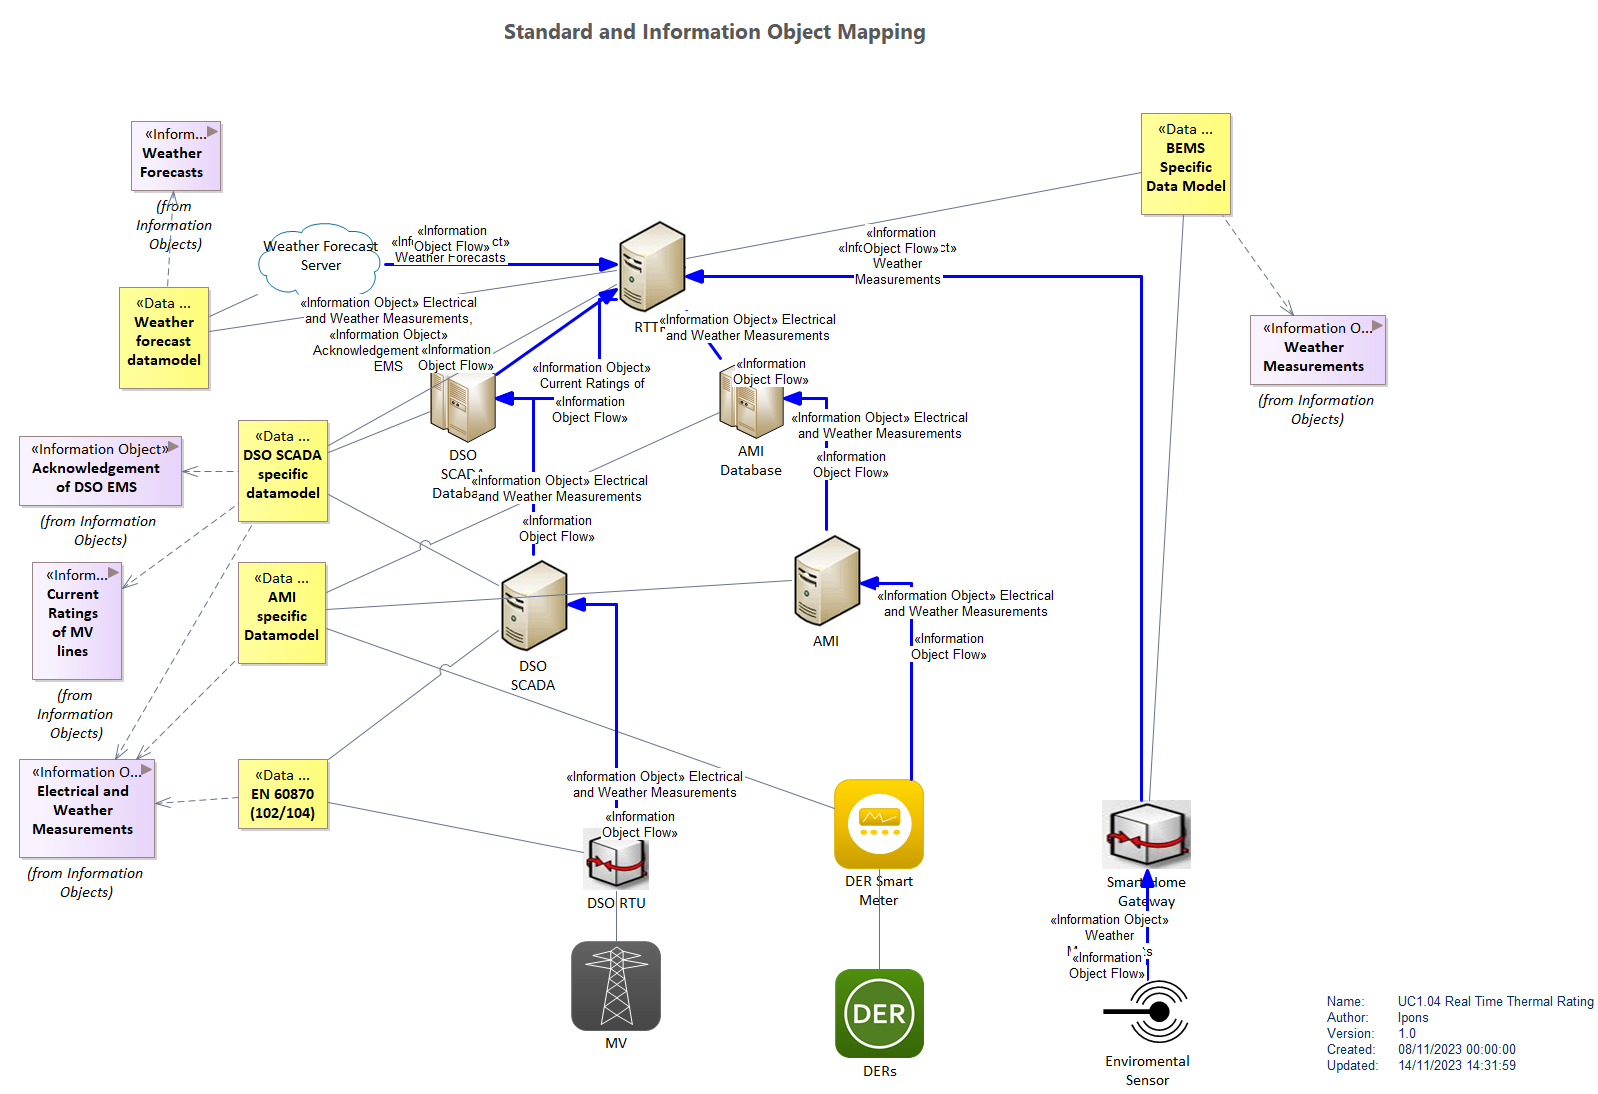 Standard and Information Object Mapping
«Inform...
Weather
Forecasts
(from
Information
Objects)
«Data ...
BEMS
Specific
Data Model
Weather Forecast
Server
«Information
Object Flow»
Weather Forecasts
«Information
Object Flow»
Weather
Measurements
«Data ...
Weather
forecast
datamodel
«Information Object» Electrical
and Weather Measurements,
«Information Object»
Acknowledgement
EMS
«Information
Object Flow»
«Information Object» Electrical
and Weather Measurements
«Information
Object Flow»
«Information Object»
Current Ratings of
«Information
Object Flow»
«Information O...
Weather
Measurements
(from Information
Objects)
«Information Object» Electrical
and Weather Measurements
«Information
Object Flow»
AMI
Database
DSO
«Data ...
DSO SCADA
specific
datamodel
«Information Object»
Acknowledgement
of DSO EMS
(from Information
Objects)
«Information Object» Electrical
and Weather Measurements
«Information
Object Flow»
«Inform...
Current
Ratings
of MV
lines
(from
Information
Objects)
«Data ...
AMI
specific
Datamodel
DSO
SCADA
AMI
«Information Object» Electrical
and Weather Measurements
«Information
Object Flow»
«Information O...
Electrical and
Weather
Measurements
(from Information
Objects)
«Data ...
EN 60870
(102/104)
«Information Object» Electrical
and Weather Measurements
«Information
Object Flow»
DSO RTU
MV
DER Smart
Meter
DER
DERs
Smart Home
Gateway
«Information Object»
Weather
«Information
Object Flow»
Enviromental
Sensor
Name: UC1.04 Real Time Thermal Rating
Author: lpons
Version: 1.0
Created: 08/11/2023 00:00:00
Updated: 14/11/2023 14:31:59